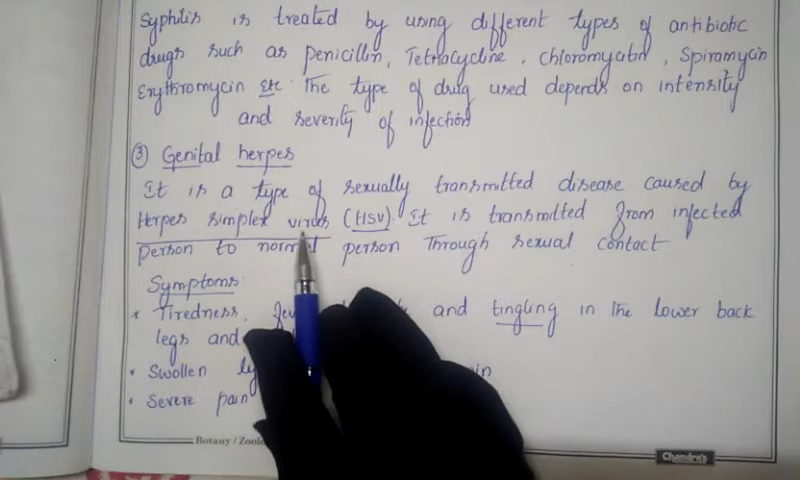 Syphilis is treated by using different types of antibiotic
drugs such as penicillin, Tetracycline, chloromycetin, Spiramycin
Erythromycin Etc. The type of drug used depends on intensity
and severity of infection
③ Genital herpes
It is a type of sexually transmitted disease caused by
Herpes simplex virus (HSV). It is transmitted from infected
person to normal person Through sexual contact
Symptoms:
* Tiredness, and tingling in the lower back
legs and
* Swollen
* Severe pain
Botany / Zoolo
Chandra's